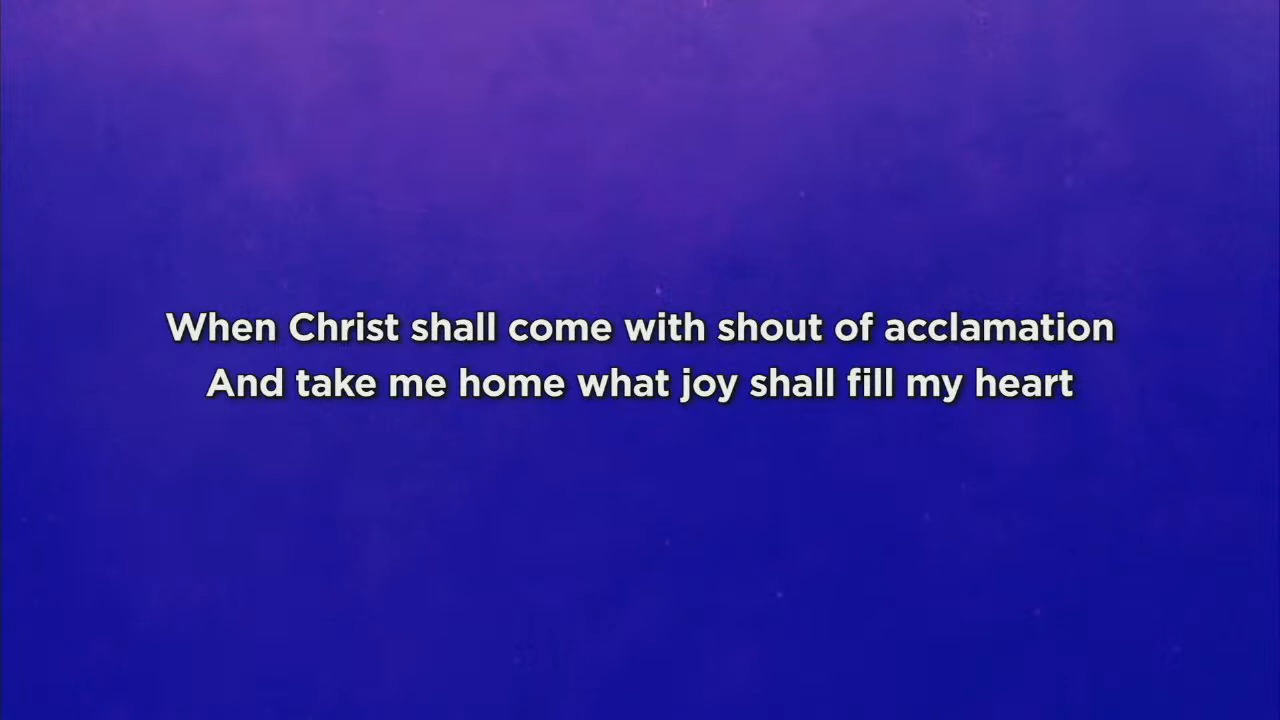 When Christ shall come with shout of acclamation
And take me home what joy shall fill my heart